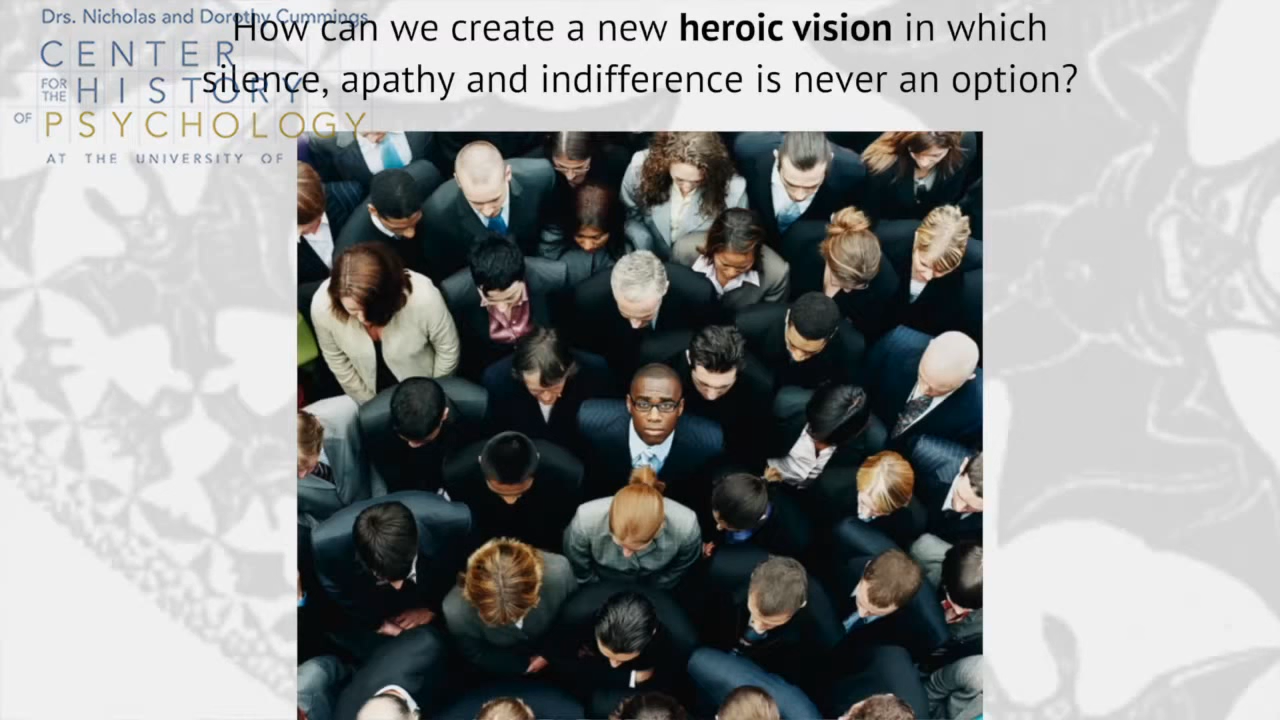 Drs. Nicholas and Dorothy Cummings
CENTER
FOR THE HISTORY
OF PSYCHOLOGY
AT THE UNIVERSITY OF
How can we create a new heroic vision in which
silence, apathy and indifference is never an option?